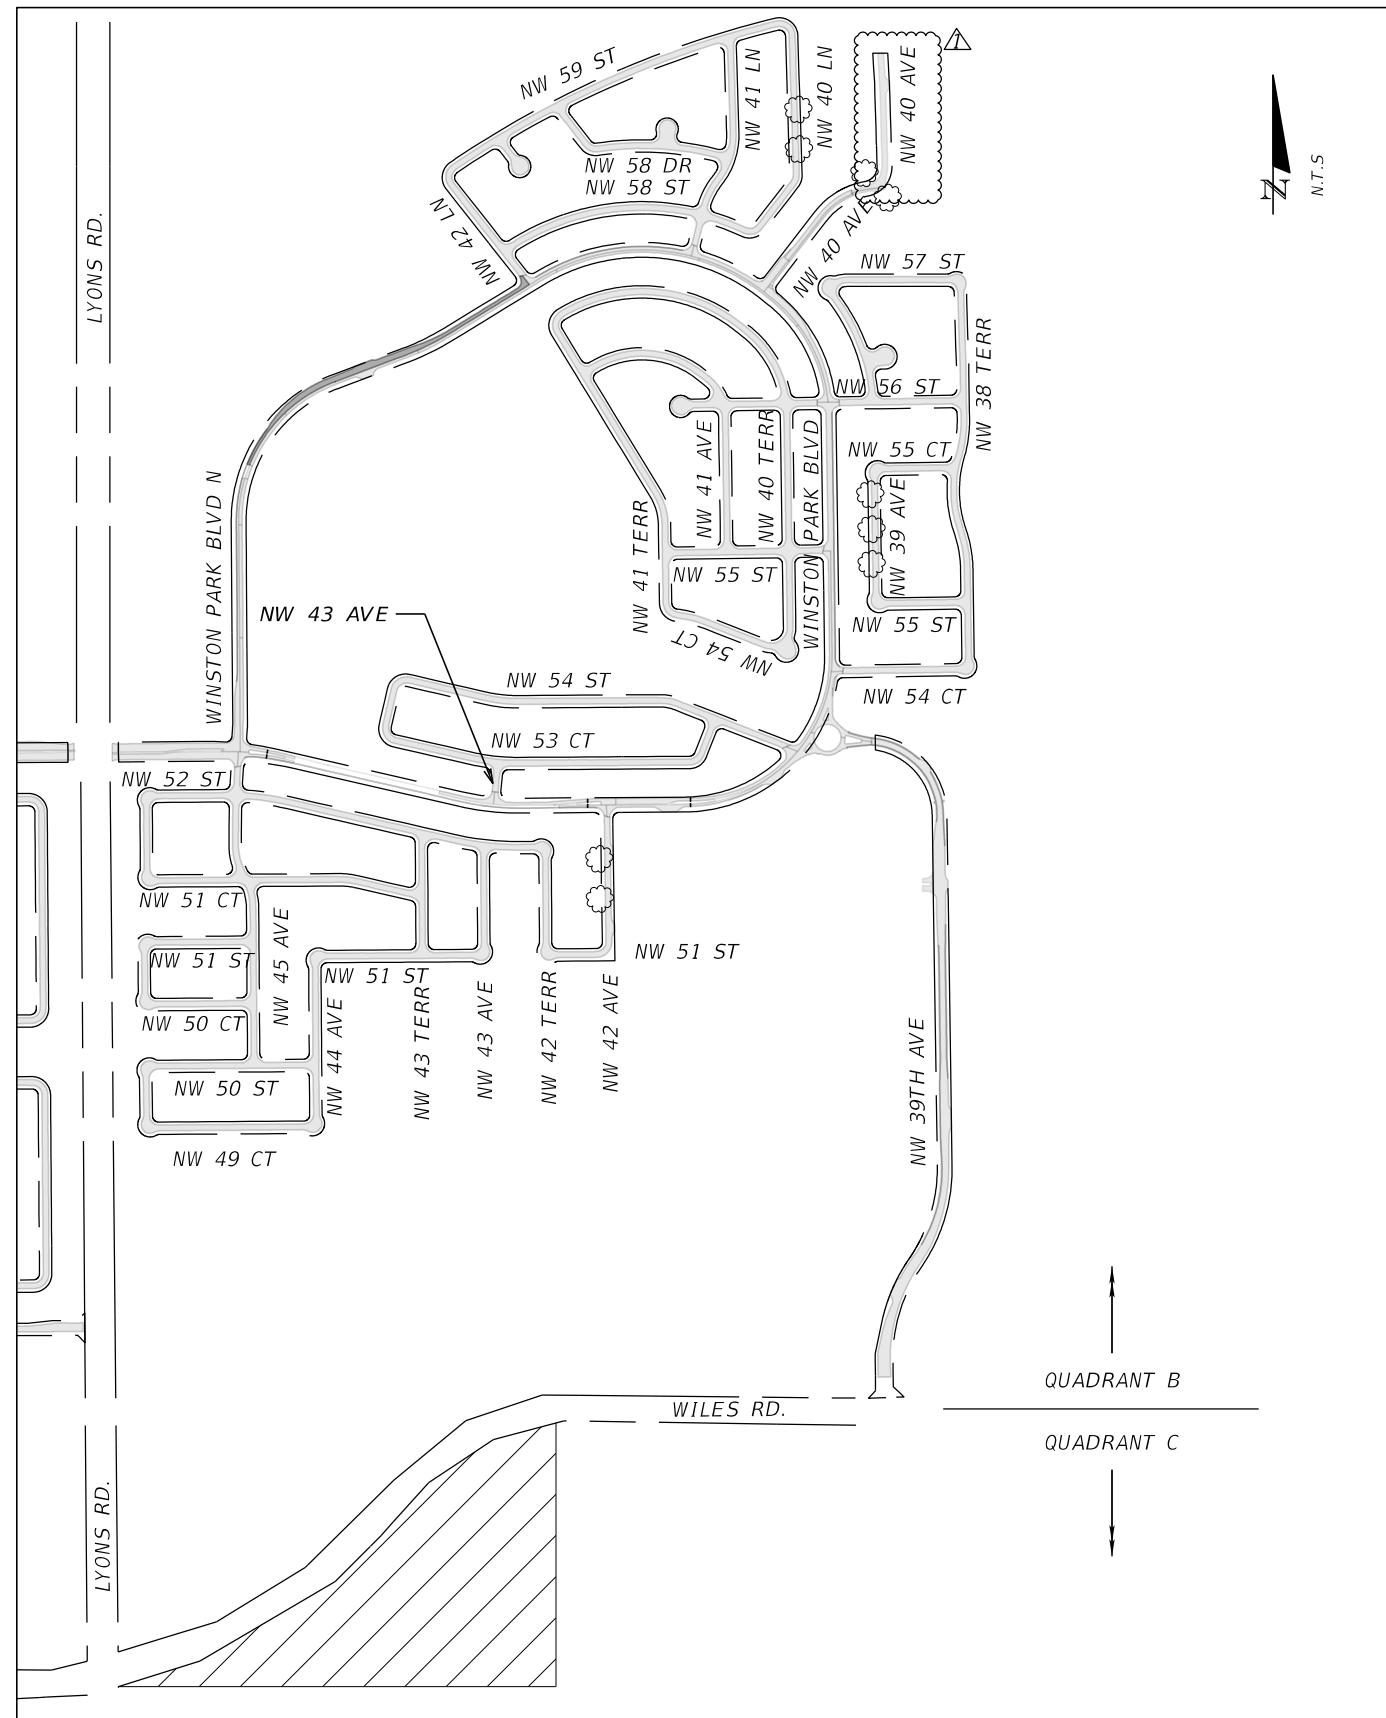 NW 59 ST
NW 41 LN
NW 40 LN
NW 40 AVE
1
N
N.T.S
NW 58 DR
NW 58 ST
NW 42 LN
NW 40 AVE
LYONS RD.
NW 57 ST
NW 38 TERR
NW 56 ST
NW 55 CT
NW 41 AVE
NW 40 TERR
WINSTON PARK BLVD
NW 39 AVE
WINSTON PARK BLVD N
NW 41 TERR
NW 55 ST
NW 43 AVE
NW 54 CT
NW 55 ST
NW 54 ST
NW 54 CT
NW 53 CT
NW 52 ST
NW 51 CT
NW 45 AVE
NW 51 ST
NW 51 ST
NW 51 ST
NW 50 CT
NW 44 AVE
NW 43 TERR
NW 43 AVE
NW 42 TERR
NW 42 AVE
NW 39TH AVE
NW 50 ST
NW 49 CT
QUADRANT B
WILES RD.
QUADRANT C
LYONS RD.